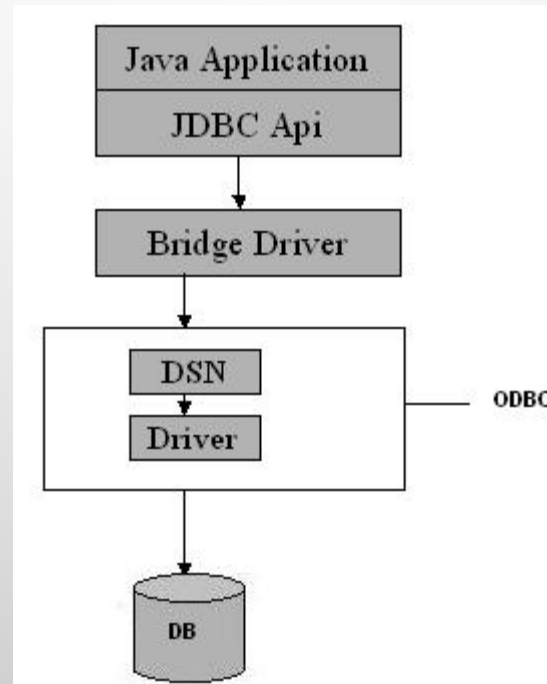 Java Application
JDBC Api
Bridge Driver
DSN
Driver
ODBC
DB